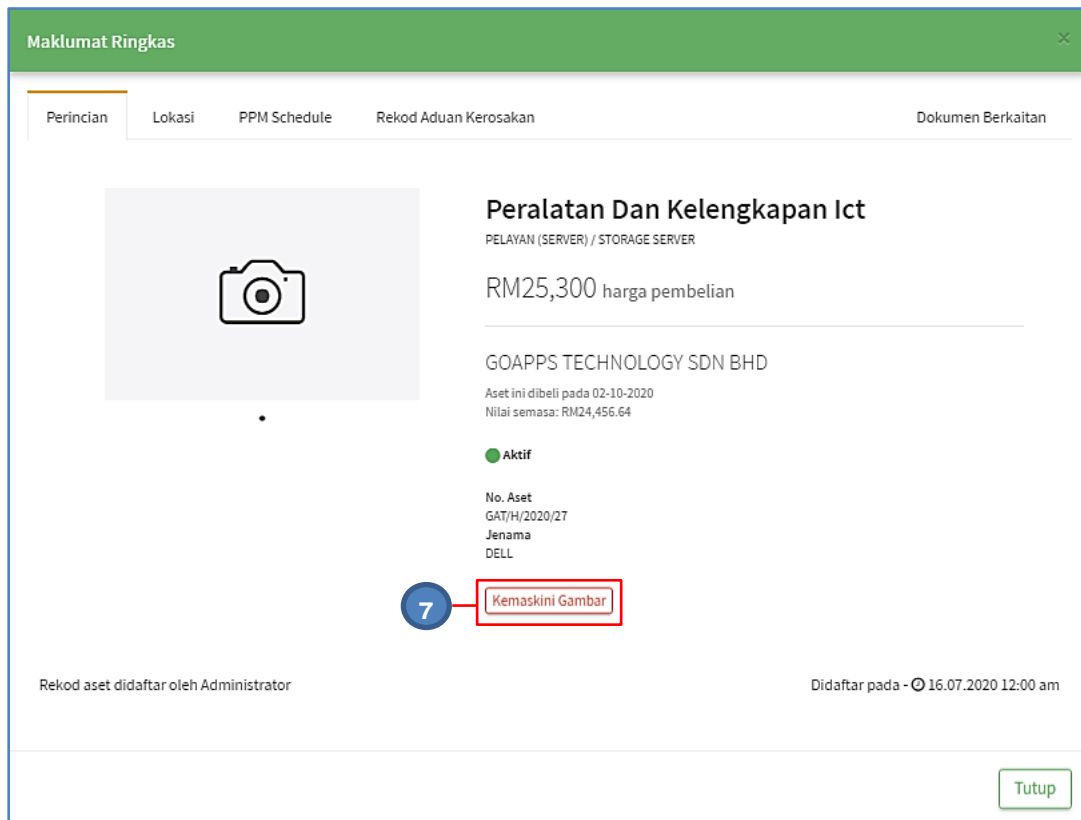 Maklumat Ringkas
×
Perincian Lokasi PPM Schedule Rekod Aduan Kerosakan Dokumen Berkaitan
Peralatan Dan Kelengkapan Ict
PELAYAN (SERVER) / STORAGE SERVER
RM25,300 harga pembelian
GOAPPS TECHNOLOGY SDN BHD
Aset ini dibeli pada 02-10-2020
Nilai semasa: RM24,456.64
Aktif
No. Aset
GAT/H/2020/27
Jenama
DELL
7 Kemaskini Gambar
Rekod aset didaftar oleh Administrator Didaftar pada - 16.07.2020 12:00 am
Tutup